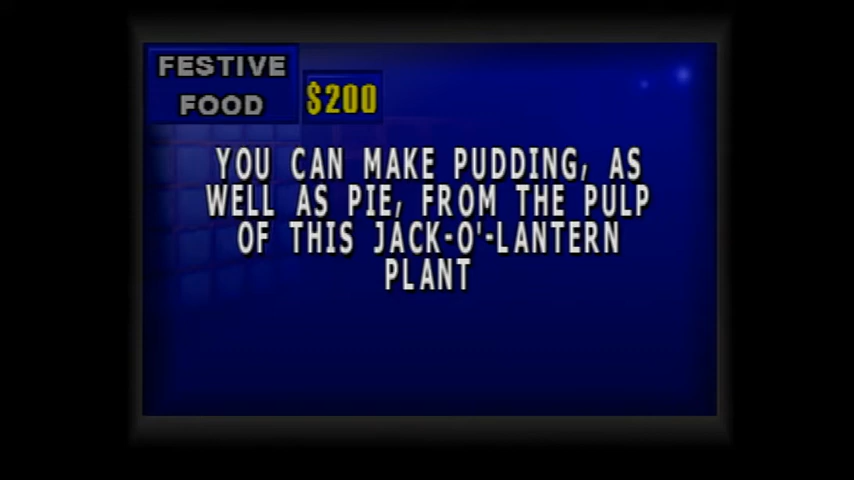 FESTIVE
FOOD
$200
YOU CAN MAKE PUDDING, AS
WELL AS PIE, FROM THE PULP
OF THIS JACK-O'-LANTERN
PLANT